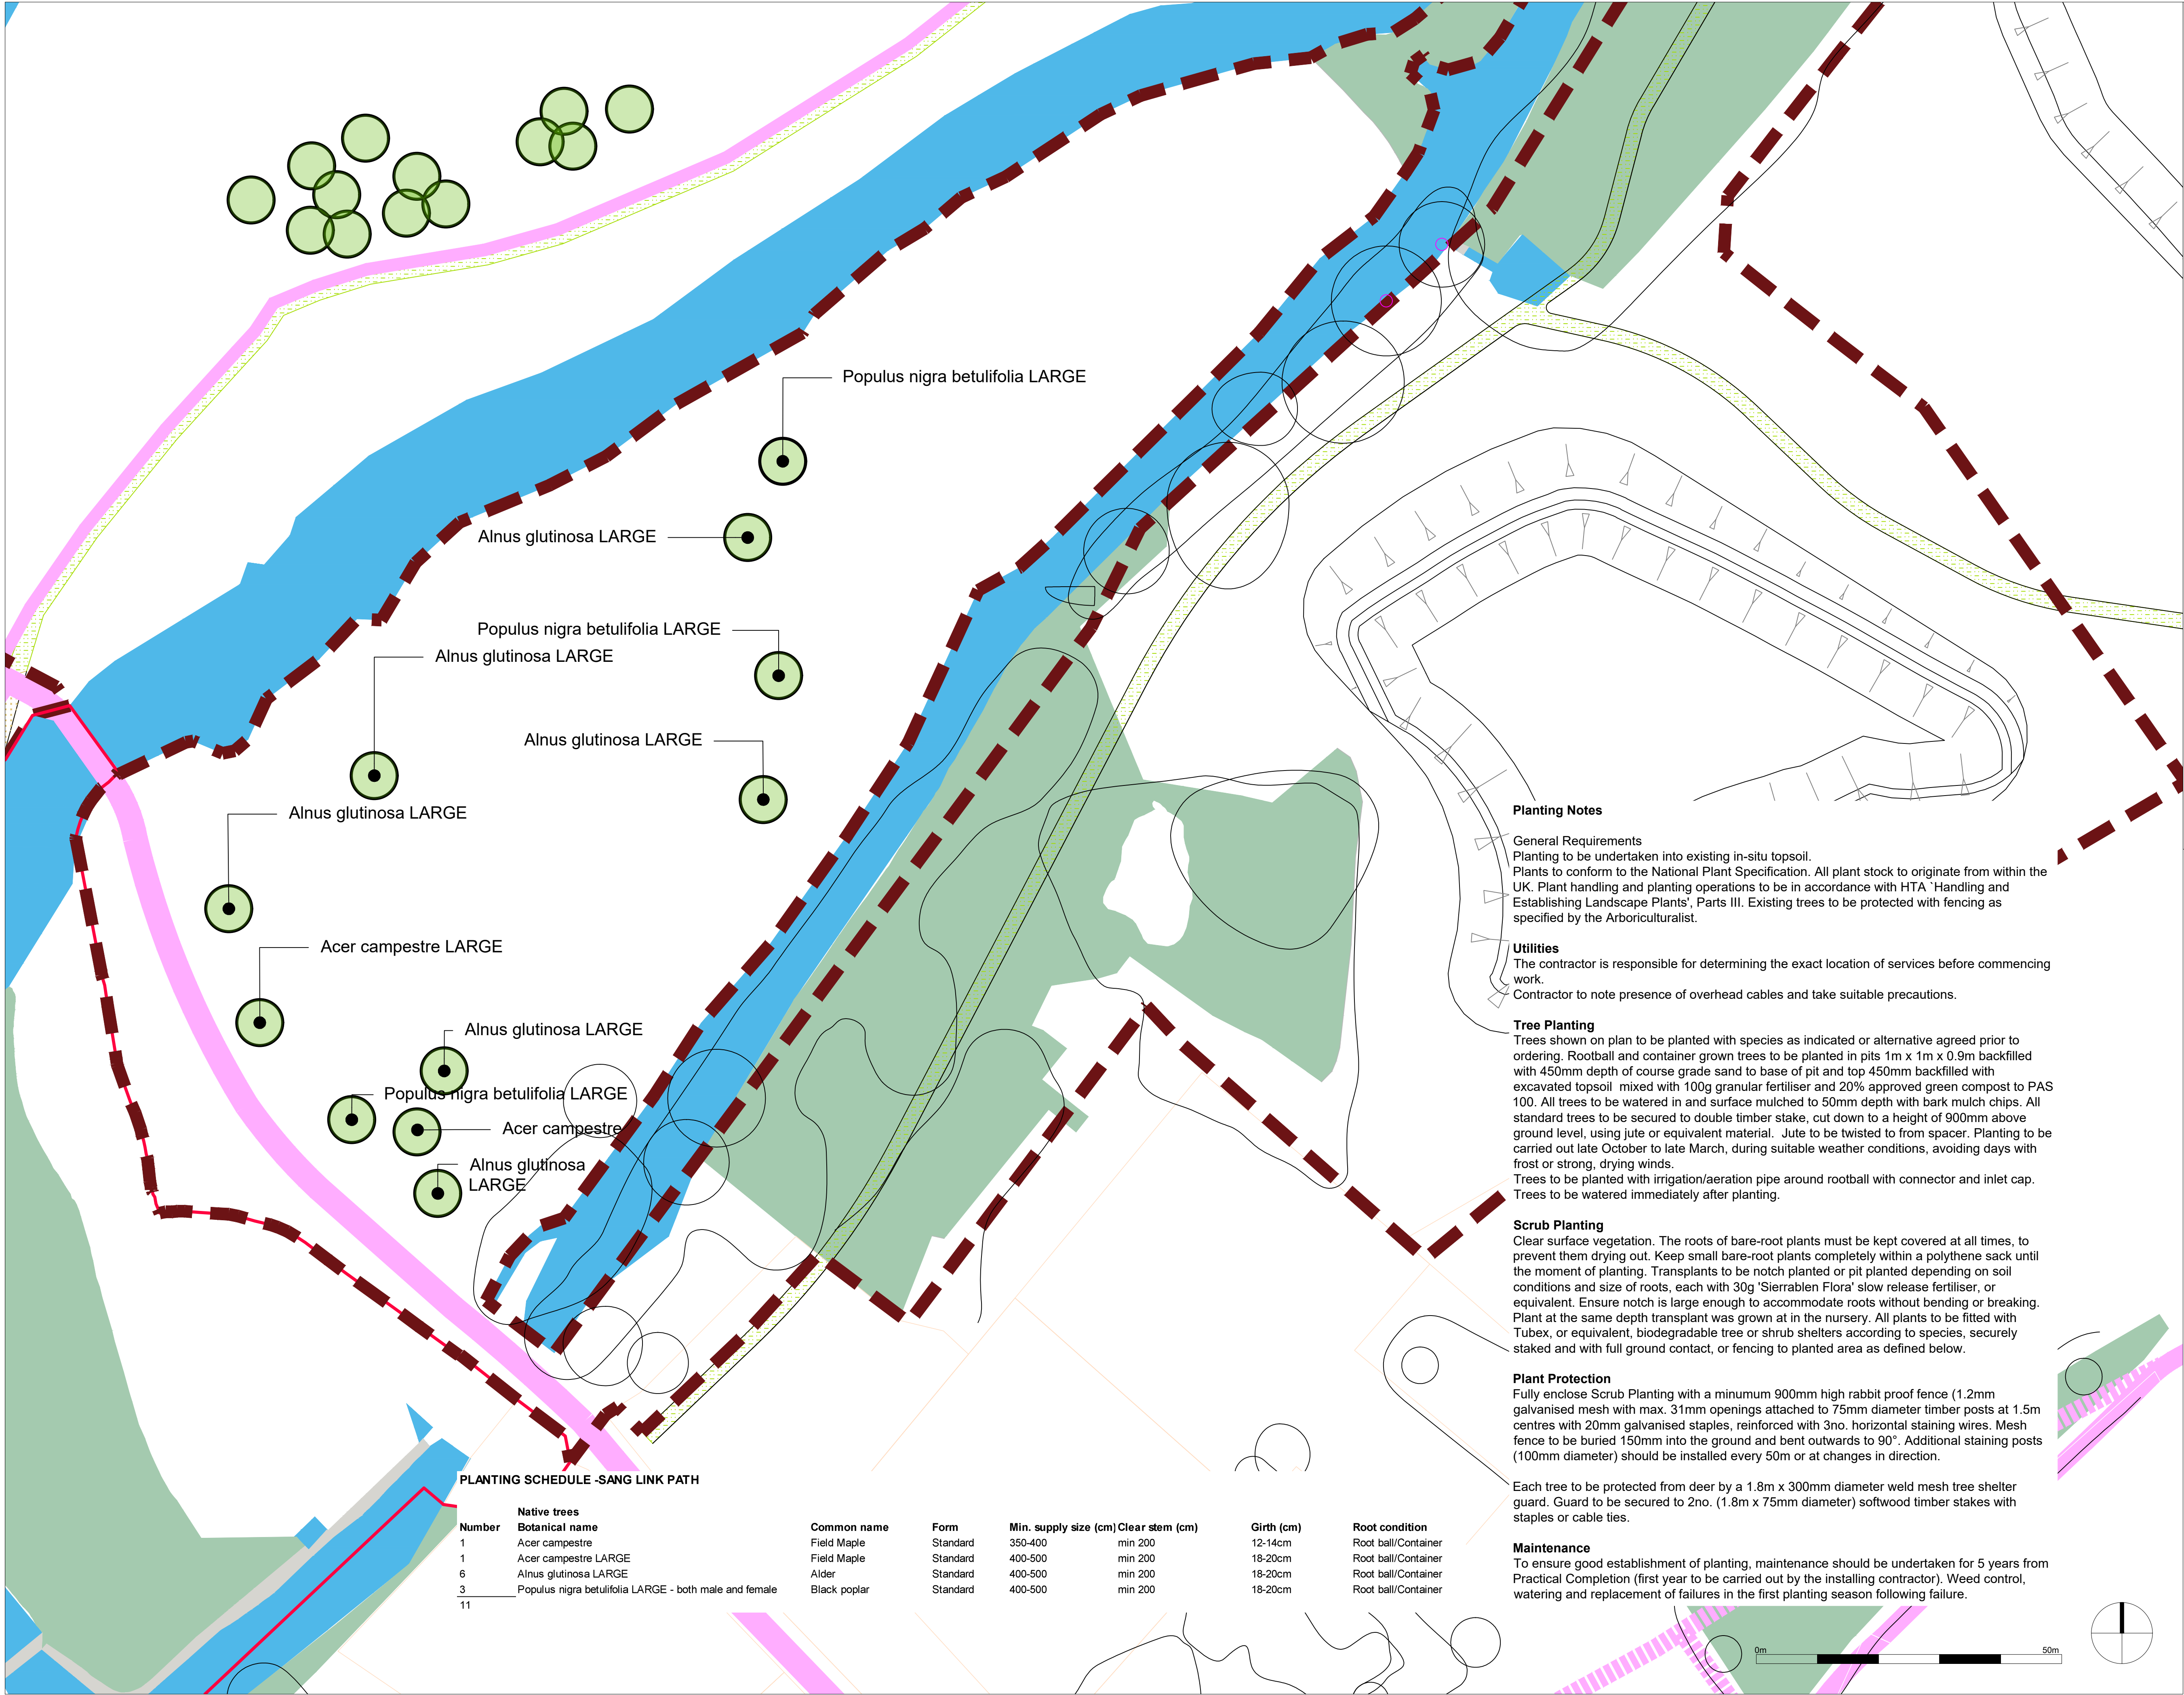 Populus nigra betulifolia LARGE
Alnus glutinosa LARGE
Populus nigra betulifolia LARGE
Alnus glutinosa LARGE
Alnus glutinosa LARGE
Alnus glutinosa LARGE
Acer campestre LARGE
Alnus glutinosa LARGE
Populus nigra betulifolia LARGE
Acer campestre
Alnus glutinosa
LARGE
Planting Notes
General Requirements
Planting to be undertaken into existing in-situ topsoil.
Plants to conform to the National Plant Specification. All plant stock to originate from within the
UK. Plant handling and planting operations to be in accordance with HTA `Handling and
Establishing Landscape Plants', Parts III. Existing trees to be protected with fencing as
specified by the Arboriculturalist.
Utilities
The contractor is responsible for determining the exact location of services before commencing
work.
Contractor to note presence of overhead cables and take suitable precautions.
Tree Planting
Trees shown on plan to be planted with species as indicated or alternative agreed prior to
ordering. Rootball and container grown trees to be planted in pits 1m x 1m x 0.9m backfilled
with 450mm depth of course grade sand to base of pit and top 450mm backfilled with
excavated topsoil  mixed with 100g granular fertiliser and 20% approved green compost to PAS
100. All trees to be watered in and surface mulched to 50mm depth with bark mulch chips. All
standard trees to be secured to double timber stake, cut down to a height of 900mm above
ground level, using jute or equivalent material.  Jute to be twisted to from spacer. Planting to be
carried out late October to late March, during suitable weather conditions, avoiding days with
frost or strong, drying winds.
Trees to be planted with irrigation/aeration pipe around rootball with connector and inlet cap.
Trees to be watered immediately after planting.
Scrub Planting
Clear surface vegetation. The roots of bare-root plants must be kept covered at all times, to
prevent them drying out. Keep small bare-root plants completely within a polythene sack until
the moment of planting. Transplants to be notch planted or pit planted depending on soil
conditions and size of roots, each with 30g 'Sierrablen Flora' slow release fertiliser, or
equivalent. Ensure notch is large enough to accommodate roots without bending or breaking.
Plant at the same depth transplant was grown at in the nursery. All plants to be fitted with
Tubex, or equivalent, biodegradable tree or shrub shelters according to species, securely
staked and with full ground contact, or fencing to planted area as defined below.
Plant Protection
Fully enclose Scrub Planting with a minumum 900mm high rabbit proof fence (1.2mm
galvanised mesh with max. 31mm openings attached to 75mm diameter timber posts at 1.5m
centres with 20mm galvanised staples, reinforced with 3no. horizontal staining wires. Mesh
fence to be buried 150mm into the ground and bent outwards to 90°. Additional staining posts
(100mm diameter) should be installed every 50m or at changes in direction.
Each tree to be protected from deer by a 1.8m x 300mm diameter weld mesh tree shelter
guard. Guard to be secured to 2no. (1.8m x 75mm diameter) softwood timber stakes with
staples or cable ties.
Maintenance
To ensure good establishment of planting, maintenance should be undertaken for 5 years from
Practical Completion (first year to be carried out by the installing contractor). Weed control,
watering and replacement of failures in the first planting season following failure.
PLANTING SCHEDULE -SANG LINK PATH
Native trees
Number Botanical name Common name Form Min. supply size (cm) Clear stem (cm) Girth (cm) Root condition
1 Acer campestre Field Maple Standard 350-400 min 200 12-14cm Root ball/Container
1 Acer campestre LARGE Field Maple Standard 400-500 min 200 18-20cm Root ball/Container
6 Alnus glutinosa LARGE Alder Standard 400-500 min 200 18-20cm Root ball/Container
3 Populus nigra betulifolia LARGE - both male and female Black poplar Standard 400-500 min 200 18-20cm Root ball/Container
11
0m 50m